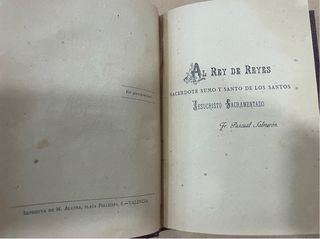 Es propiedad.
IMPRENTA DE M. ALUFRE, PLAZA PELLICERS, 6.—VALENCIA.
AL REY DE REYES
SACERDOTE SUMO Y SANTO DE LOS SANTOS
JESUCRISTO SACRAMENTADO
Fr. Pascual Salmerón